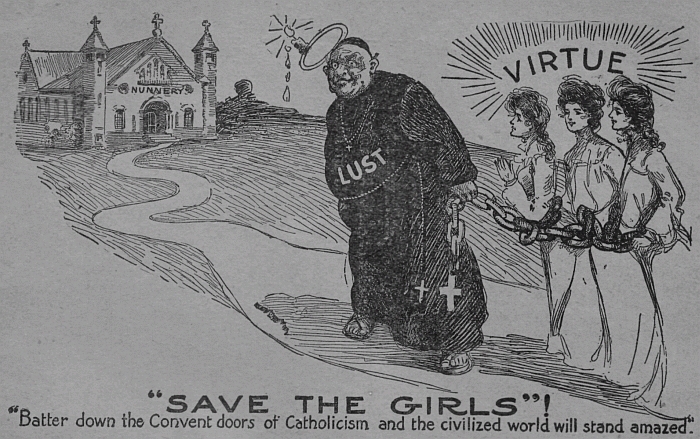 NUNNERY
VIRTUE
LUST
"SAVE THE GIRLS"!
"Batter down the Convent doors of Catholicism and the civilized world will stand amazed".